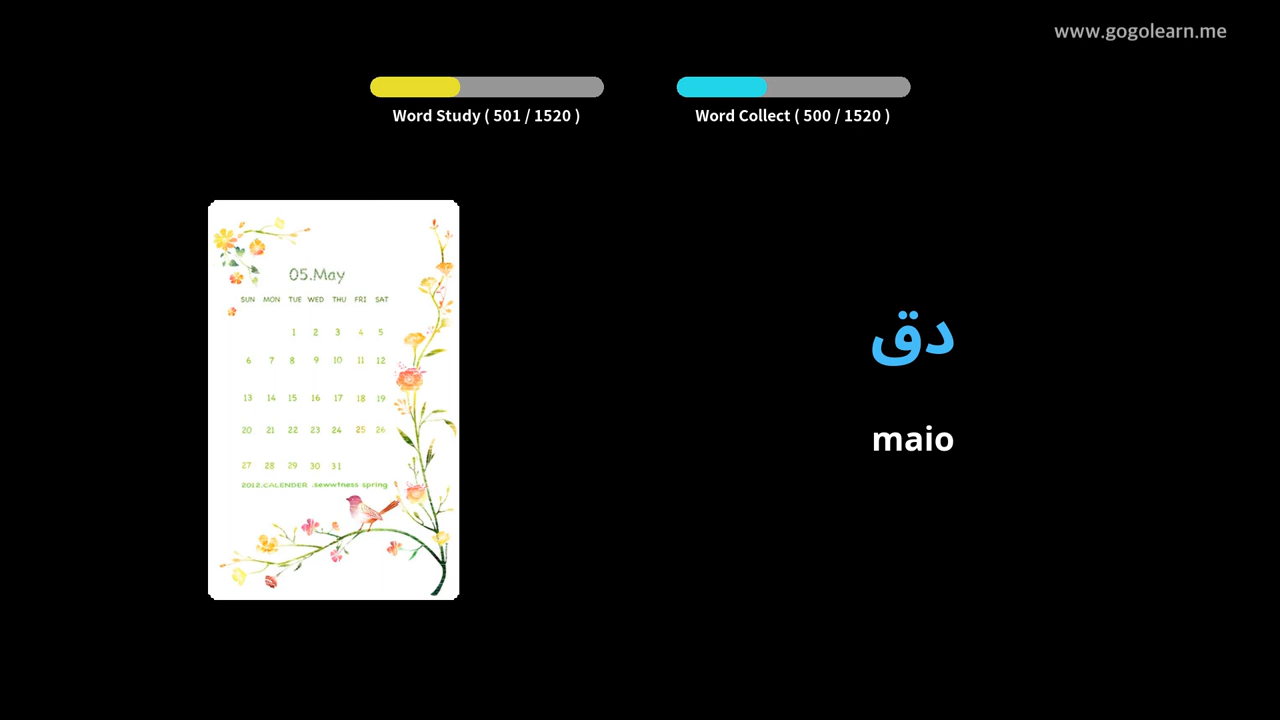 www.gogolearn.me
Word Study ( 501 / 1520 )
Word Collect ( 500 / 1520 )
05.May
SUN MON TUE WED THU FRI SAT
1 2 3 4 5
6 7 8 9 10 11 12
13 14 15 16 17 18 19
20 21 22 23 24 25 26
27 28 29 30 31
2012.CALENDER .sewwtness spring
دق
maio